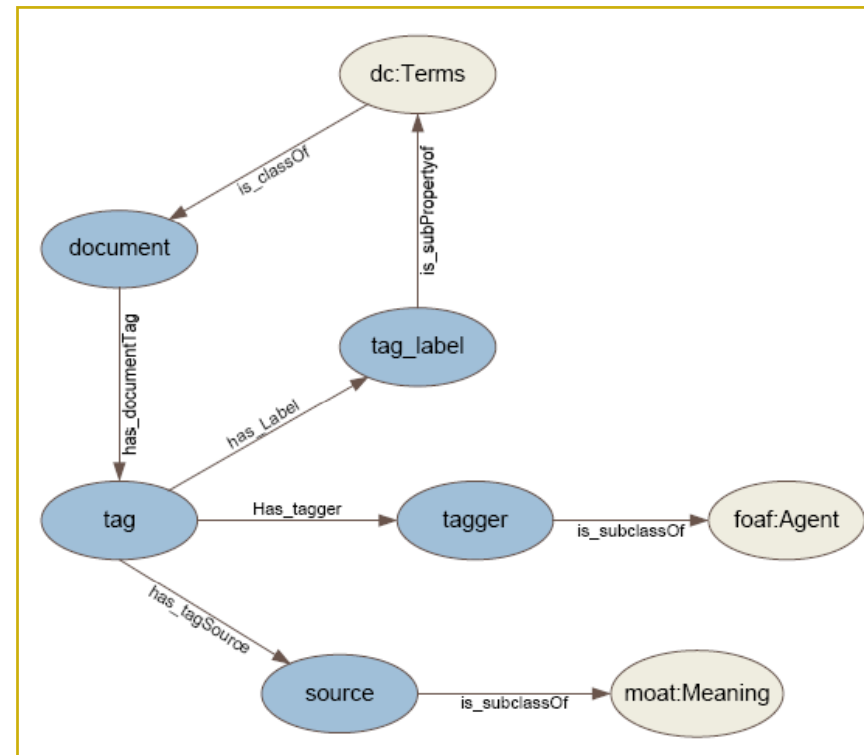 dc:Terms
is_classOf
is_subPropertyof
document
has_documentTag
tag_label
has_Label
tag
Has_tagger
tagger
is_subclassOf
foaf:Agent
has_tagSource
source
is_subclassOf
moat:Meaning